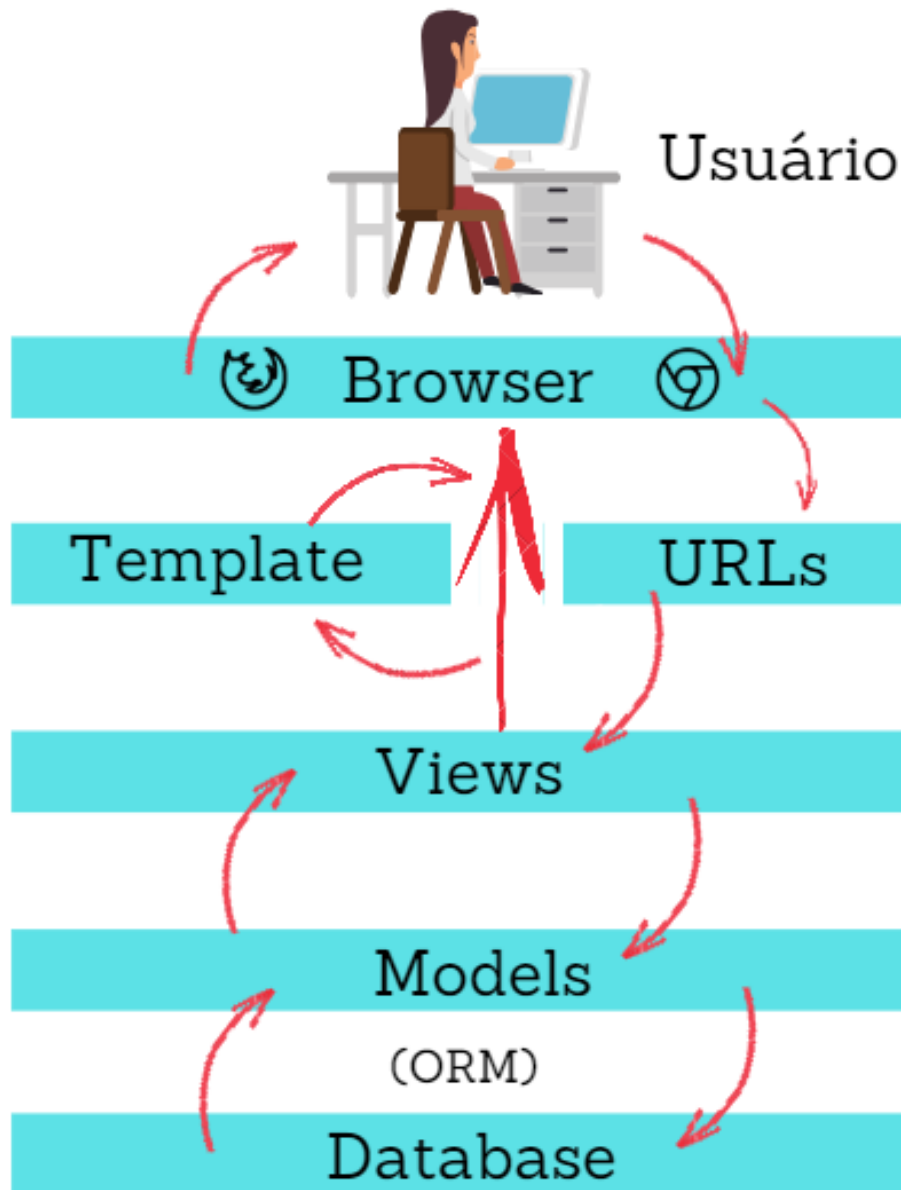 Usuário
Browser
Template
URLs
Views
Models
(ORM)
Database